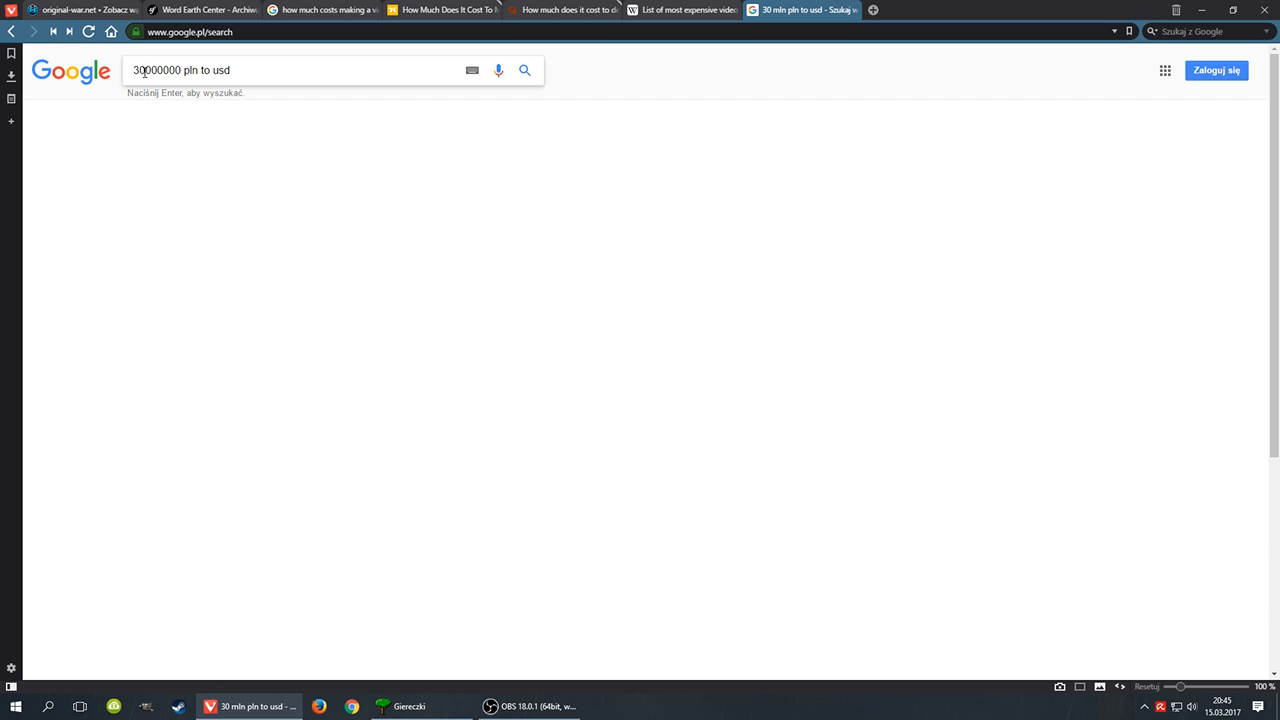 original-war.net • Zobacz w
Word Earth Center - Archiw
how much costs making a v
How Much Does It Cost To
How much does it cost to d
List of most expensive video
30 mln pln to usd - Szukaj w
www.google.pl/search
Szukaj z Google
Google
30000000 pln to usd
Zaloguj się
Naciśnij Enter, aby wyszukać.
Resetuj
100 %
30 mln pln to usd - ...
Giereczki
OBS 18.0.1 (64bit, w...
20:45
15.03.2017